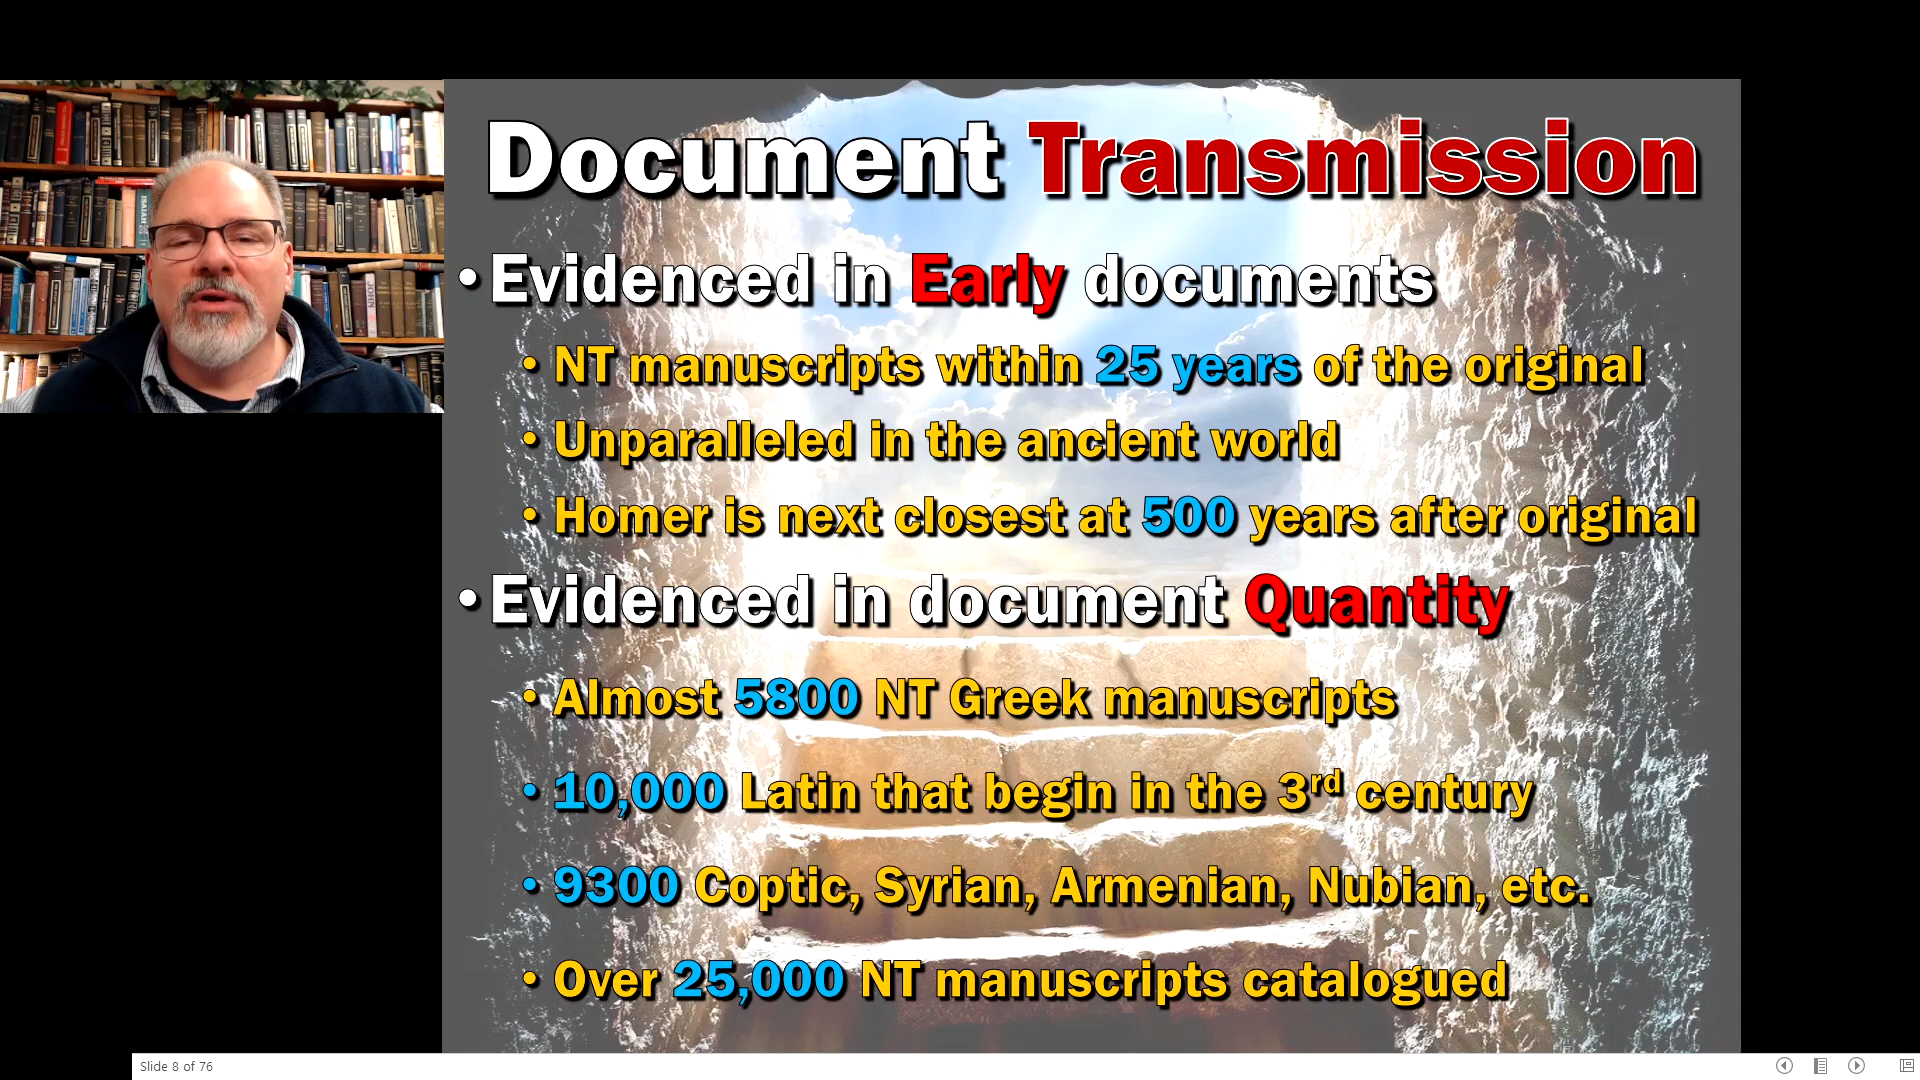 Document Transmission
• Evidenced in Early documents
• NT manuscripts within 25 years of the original
• Unparalleled in the ancient world
• Homer is next closest at 500 years after original
• Evidenced in document Quantity
• Almost 5800 NT Greek manuscripts
• 10,000 Latin that begin in the 3rd century
• 9300 Coptic, Syrian, Armenian, Nubian, etc.
• Over 25,000 NT manuscripts catalogued
ISAIAH
JOHN
Slide 8 of 76